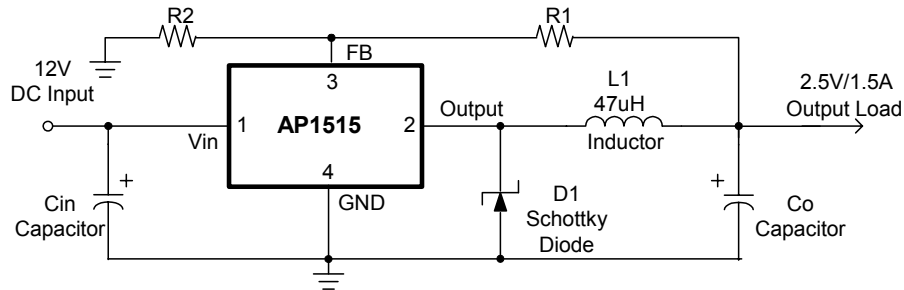 R2
R1
FB
12V
DC Input
3
Vin
1
AP1515
2
Output
L1
47uH
Inductor
2.5V/1.5A
Output Load
4
GND
+
Cin
Capacitor
D1
Schottky
Diode
+
Co
Capacitor